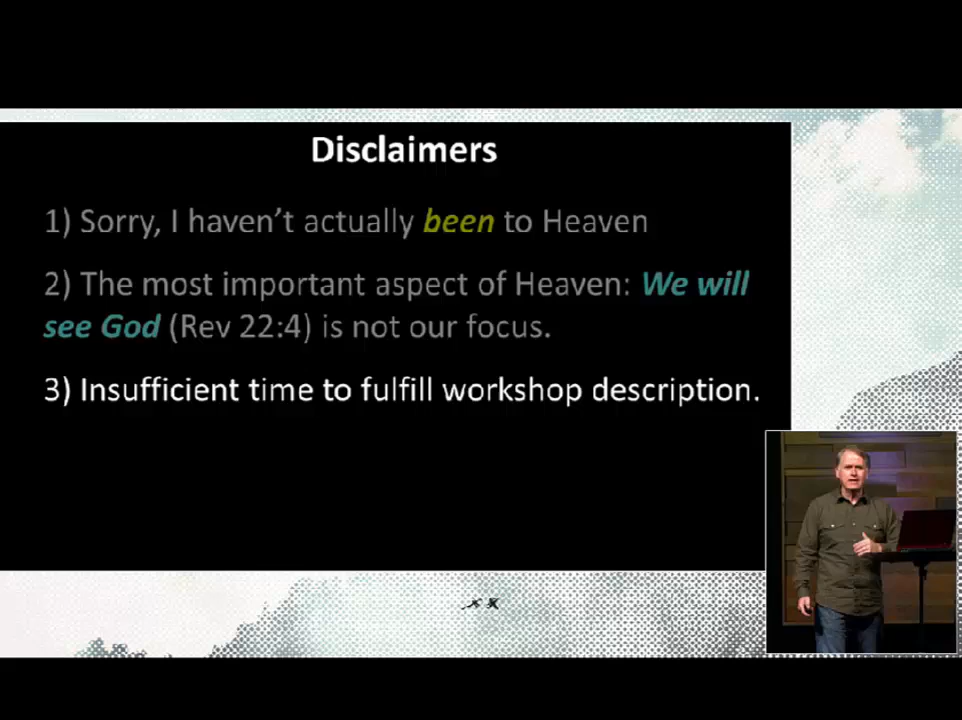 Disclaimers
1) Sorry, I haven't actually been to Heaven
2) The most important aspect of Heaven: We will
see God (Rev 22:4) is not our focus.
3) Insufficient time to fulfill workshop description.